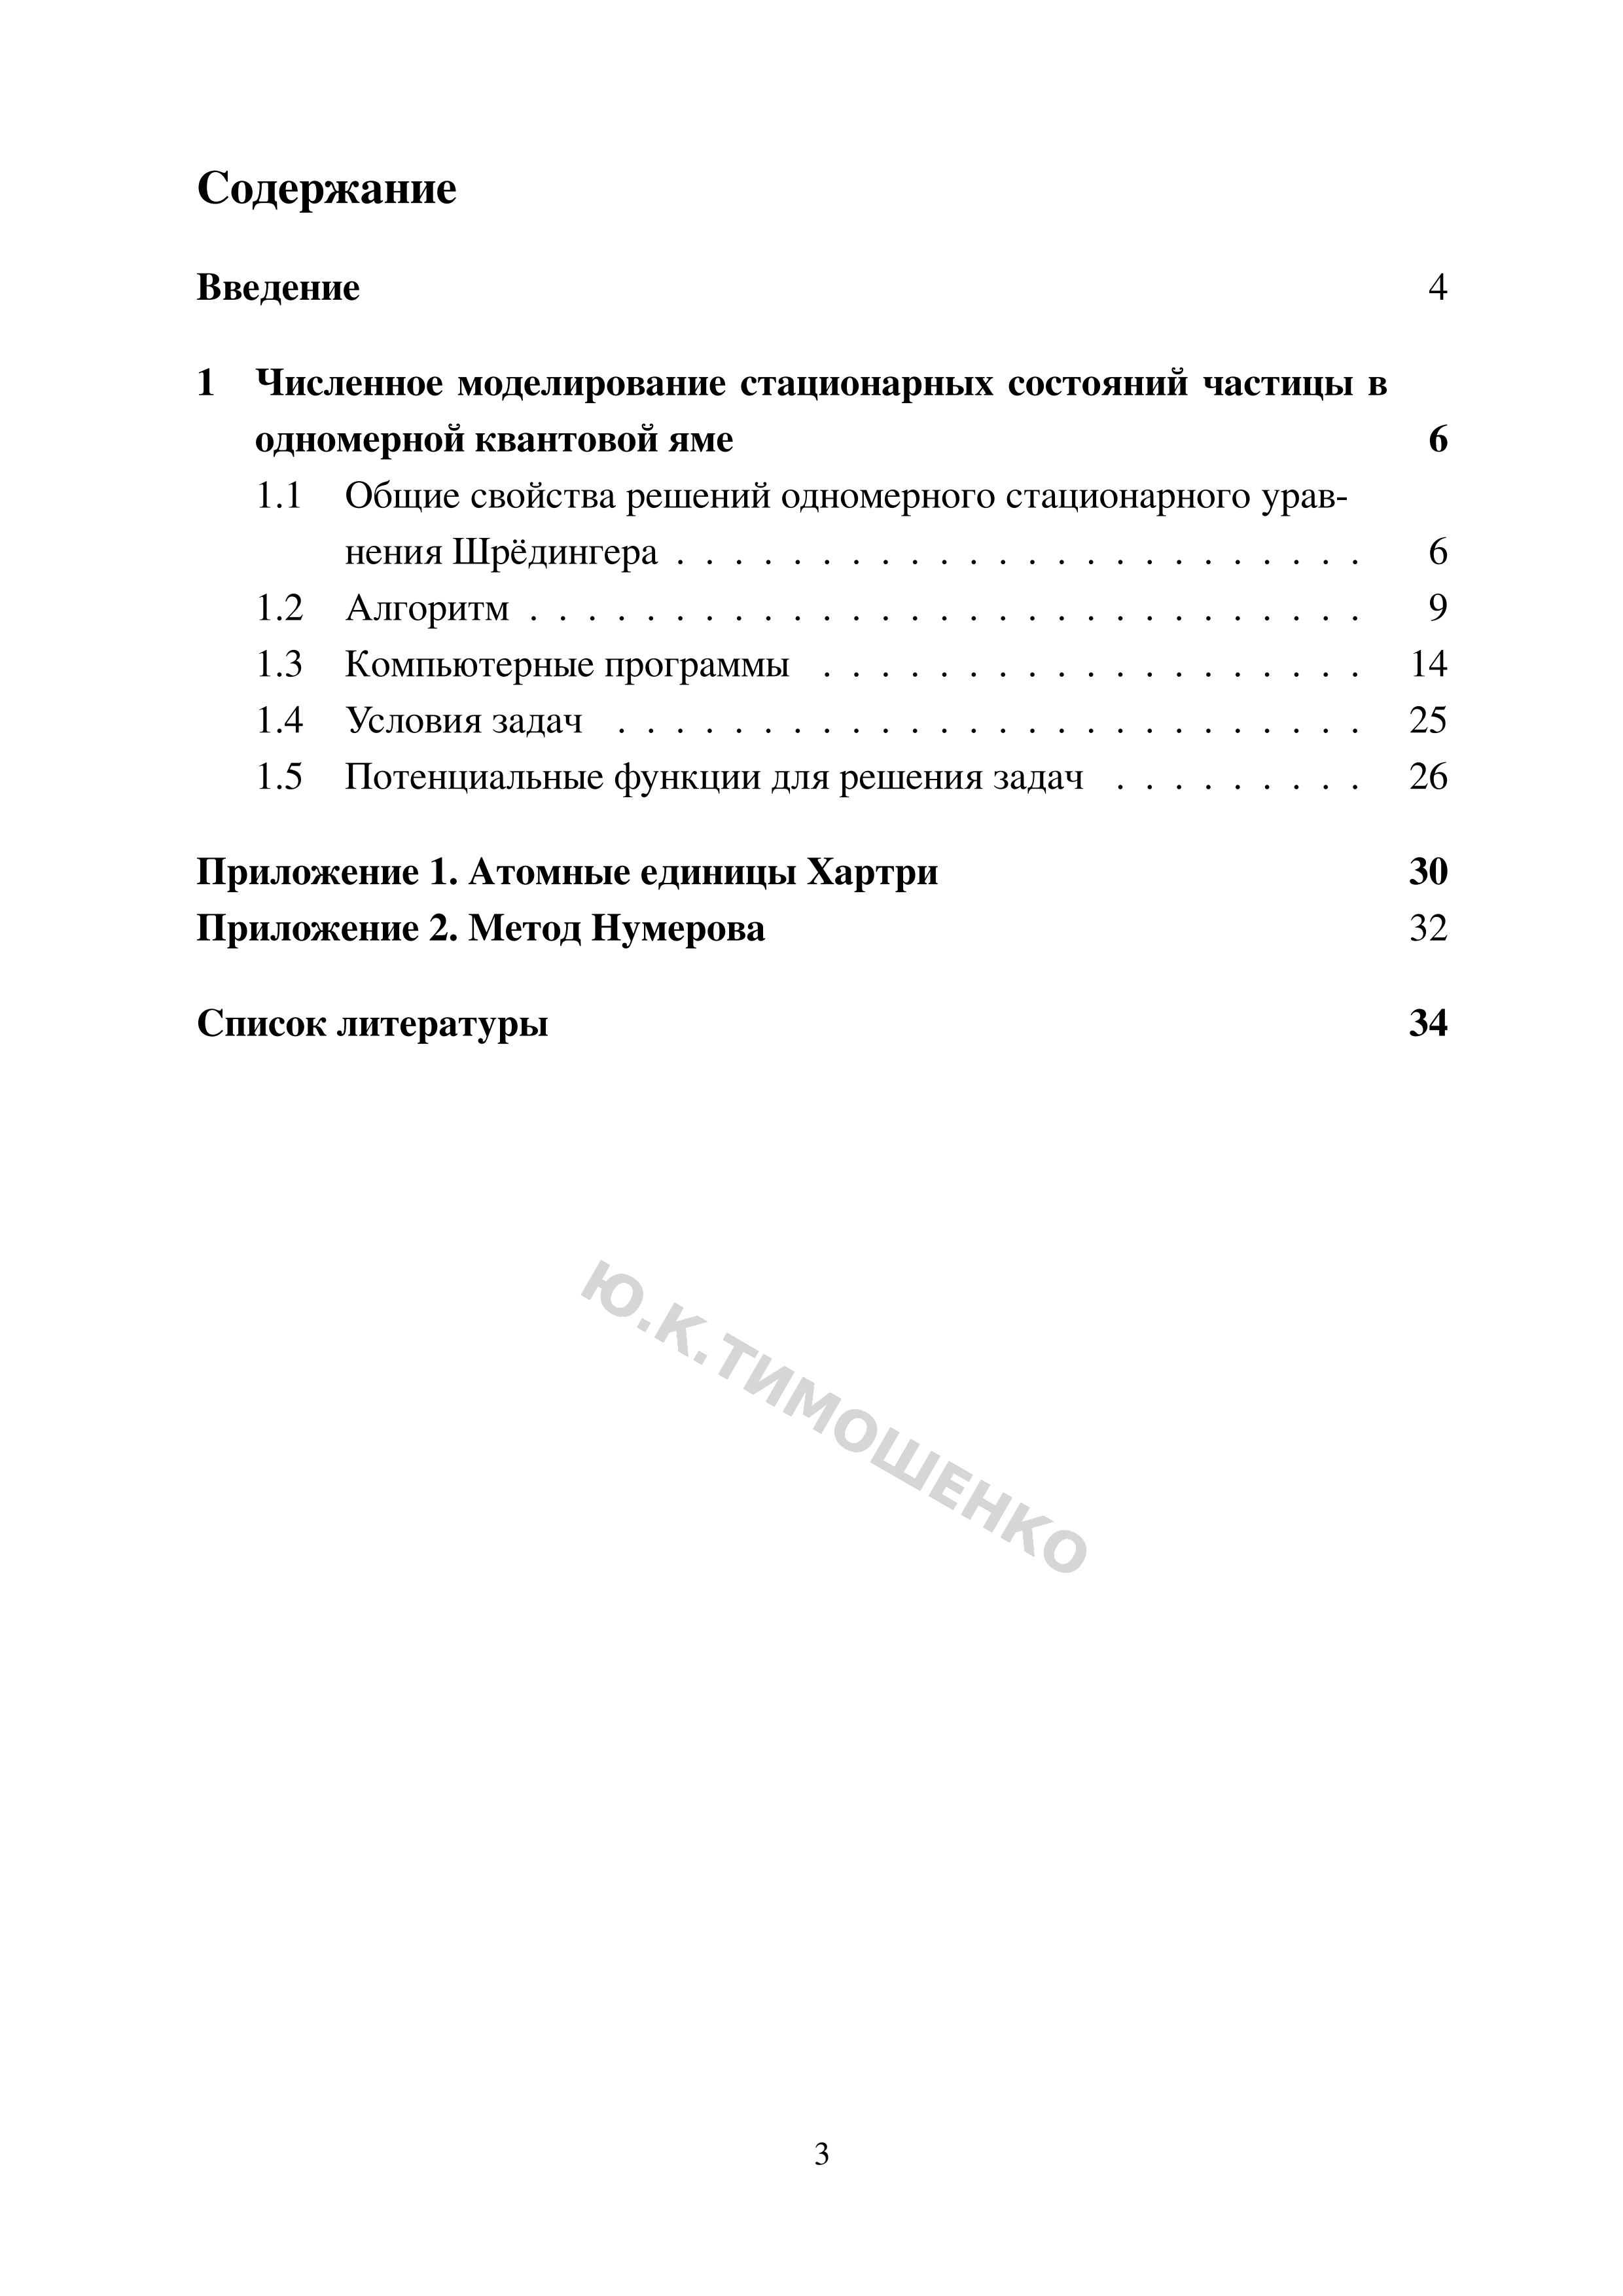 Содержание
Введение 4
1 Численное моделирование стационарных состояний частицы в
одномерной квантовой яме 6
1.1 Общие свойства решений одномерного стационарного урав-
нения Шрёдингера . . . . . . . . . . . . . . . . . . . . . . . . 6
1.2 Алгоритм . . . . . . . . . . . . . . . . . . . . . . . . . . . . . 9
1.3 Компьютерные программы . . . . . . . . . . . . . . . . . . . 14
1.4 Условия задач . . . . . . . . . . . . . . . . . . . . . . . . . . 25
1.5 Потенциальные функции для решения задач . . . . . . . . . 26
Приложение 1. Атомные единицы Хартри 30
Приложение 2. Метод Нумерова 32
Список литературы 34
Ю.К.ТИМОШЕНКО
3